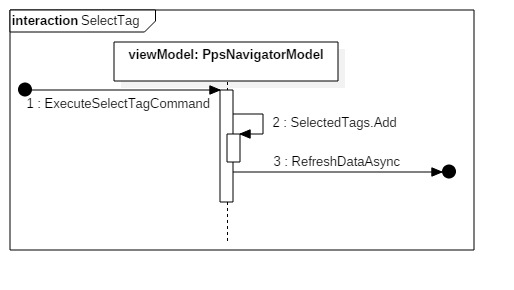 interaction SelectTag
viewModel: PpsNavigatorModel
1 : ExecuteSelectTagCommand
2 : SelectedTags.Add
3 : RefreshDataAsync